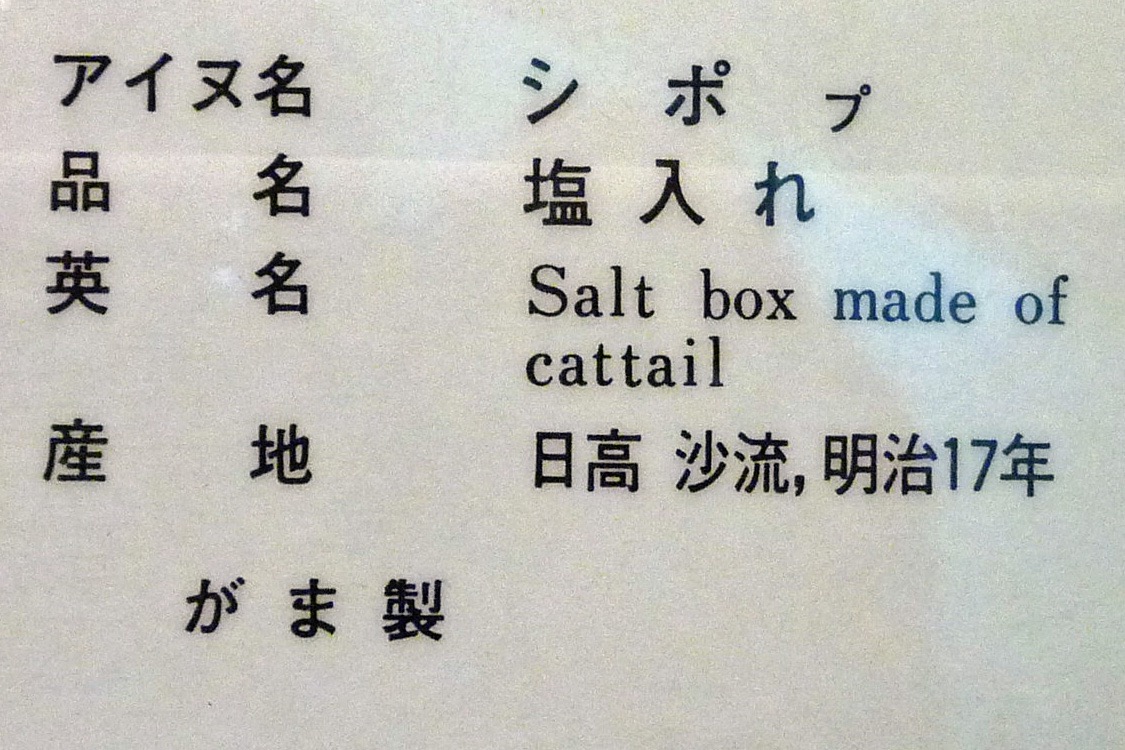 アイヌ名 シポㇷ゚
品名 塩入れ
英名 Salt box made of
cattail
産地 日高 沙流, 明治17年
がま製